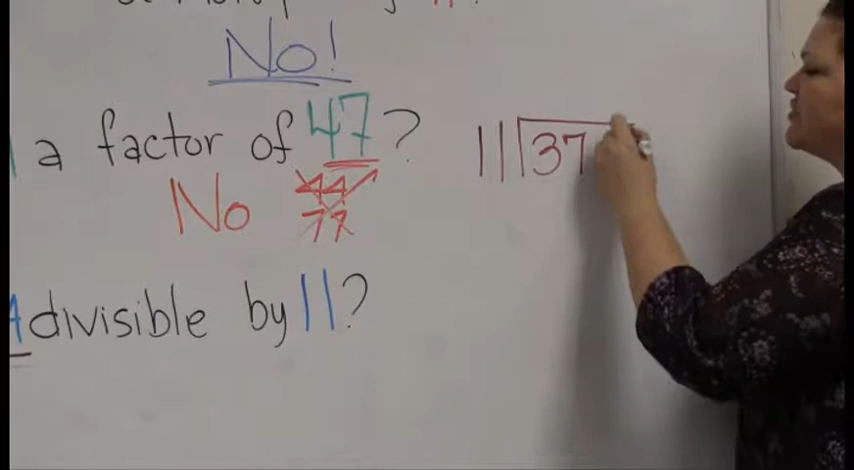 No!
a factor of 47?
No 44
77
11 37
divisible by 11?